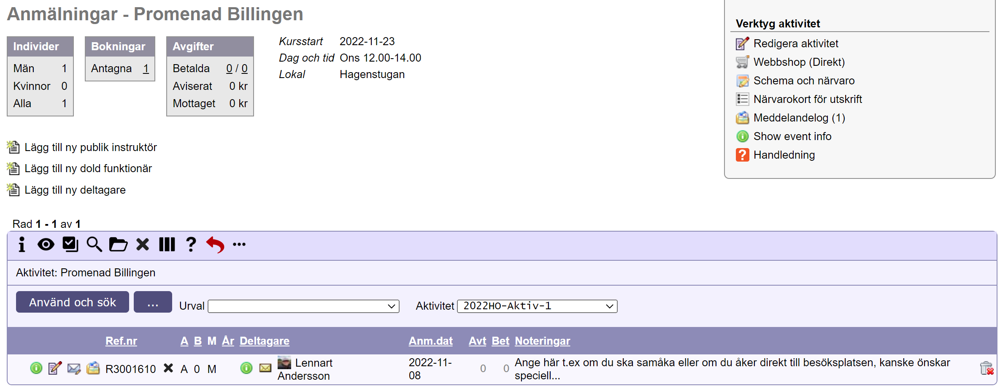 Anmälningar - Promenad Billingen
Individer
Män 1
Kvinnor 0
Alla 1
Bokningar
Antagna 1
Avgifter
Betalda 0 / 0
Aviserat 0 kr
Mottaget 0 kr
Kursstart 2022-11-23
Dag och tid Ons 12.00-14.00
Lokal Hagenstugan
Verktyg aktivitet
Redigera aktivitet
Webbshop (Direkt)
Schema och närvaro
Närvarokort för utskrift
Meddelandelog (1)
Show event info
Handledning
Lägg till ny publik instruktör
Lägg till ny dold funktionär
Lägg till ny deltagare
Rad 1 - 1 av 1
Aktivitet: Promenad Billingen
Använd och sök ... Urval Aktivitet 2022HO-Aktiv-1
Ref.nr A B M År Deltagare Anm.dat Avt Bet Noteringar
R3001610 A 0 M Lennart Andersson 2022-11-08 0 0 Ange här t.ex om du ska samåka eller om du åker direkt till besöksplatsen, kanske önskar
speciell...